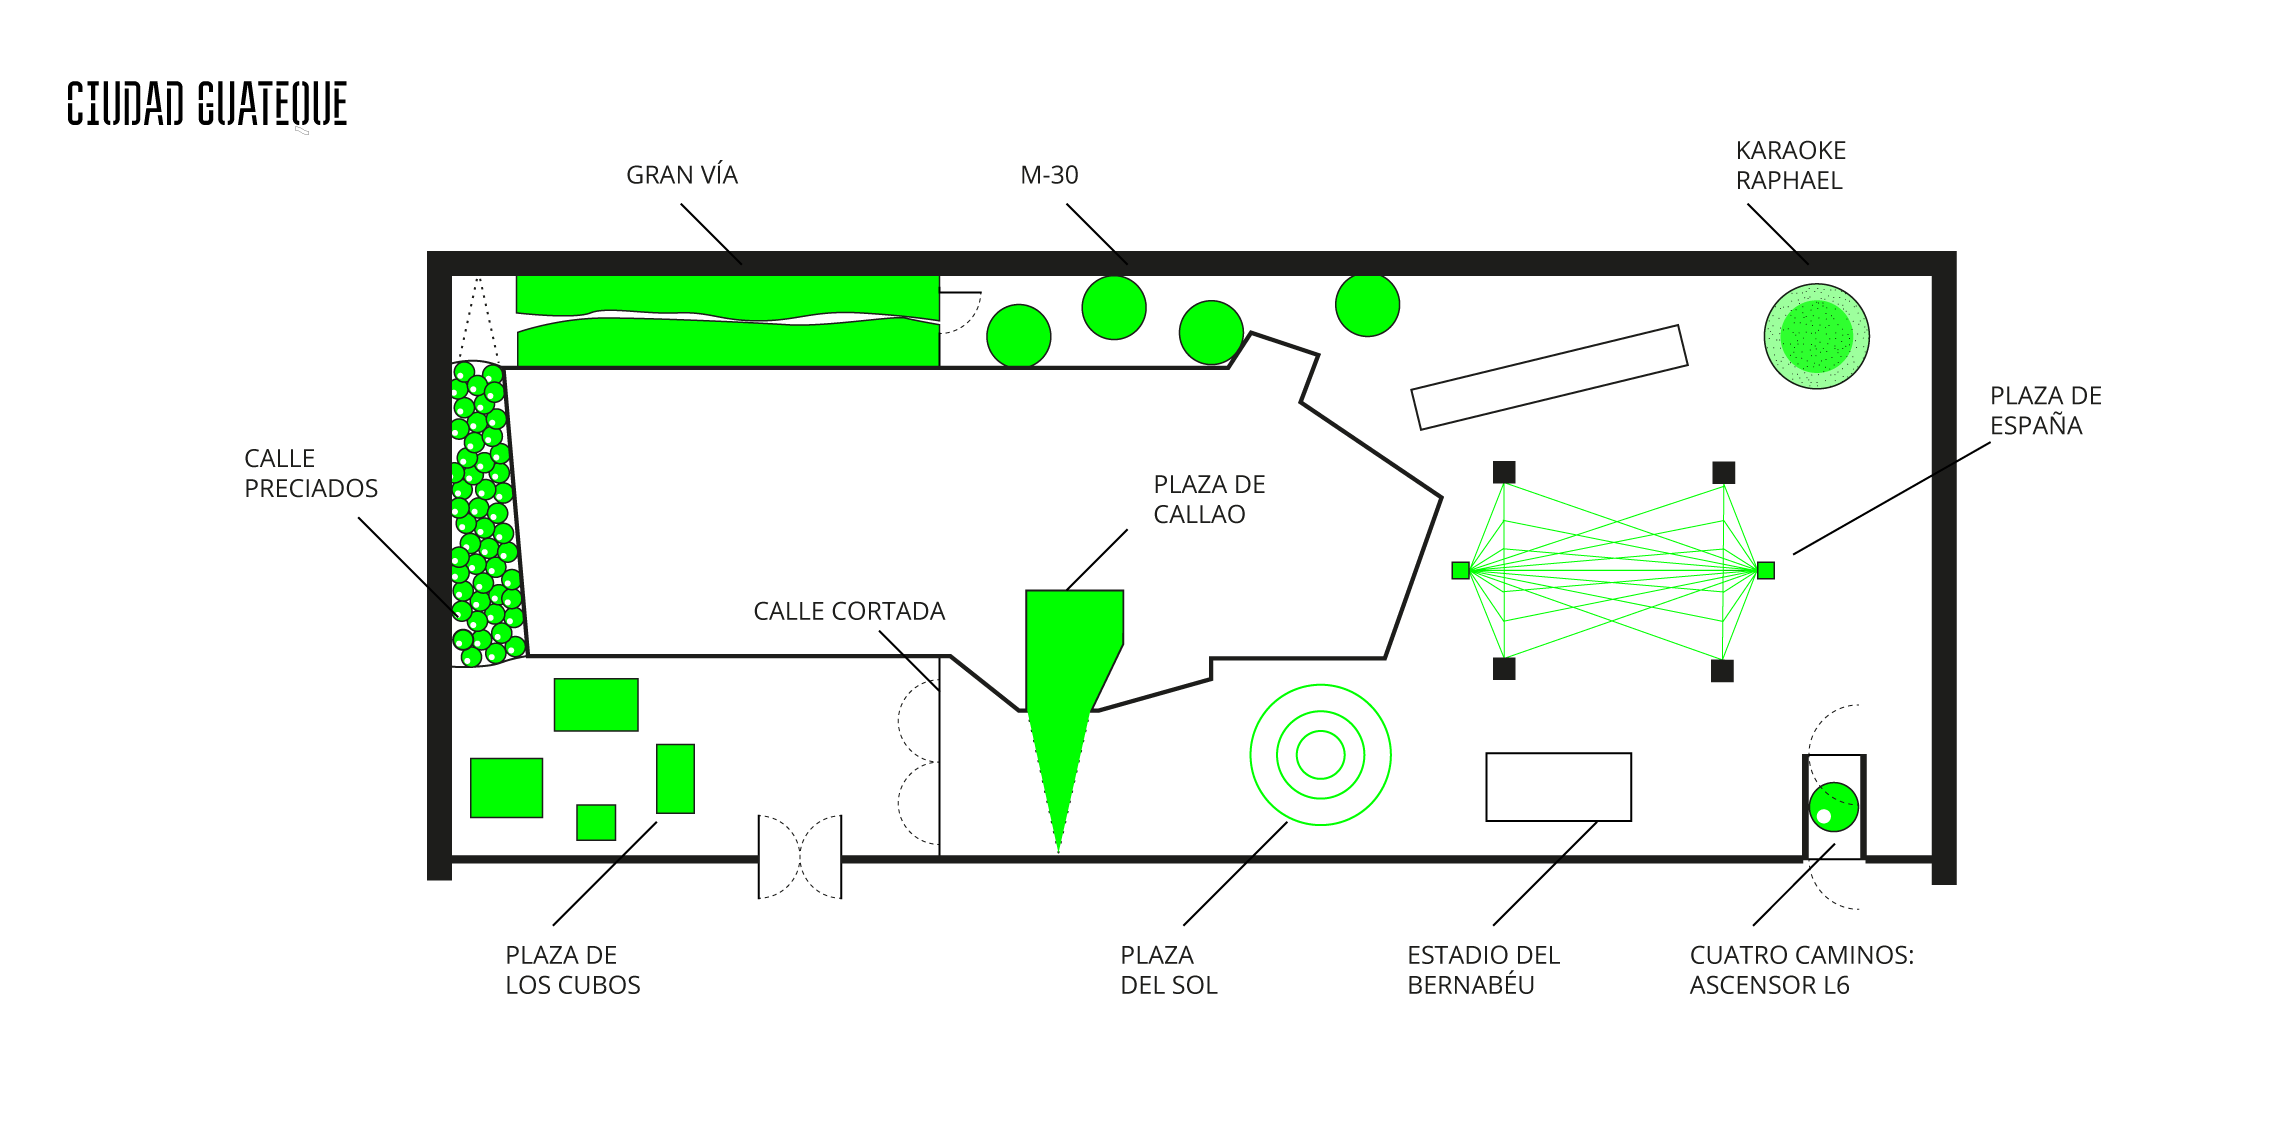 CIUDAD GUATEQUE
GRAN VÍA
M-30
KARAOKE
RAPHAEL
PLAZA DE
ESPAÑA
CALLE
PRECIADOS
PLAZA DE
CALLAO
CALLE CORTADA
PLAZA DE
LOS CUBOS
PLAZA
DEL SOL
ESTADIO DEL
BERNABÉU
CUATRO CAMINOS:
ASCENSOR L6